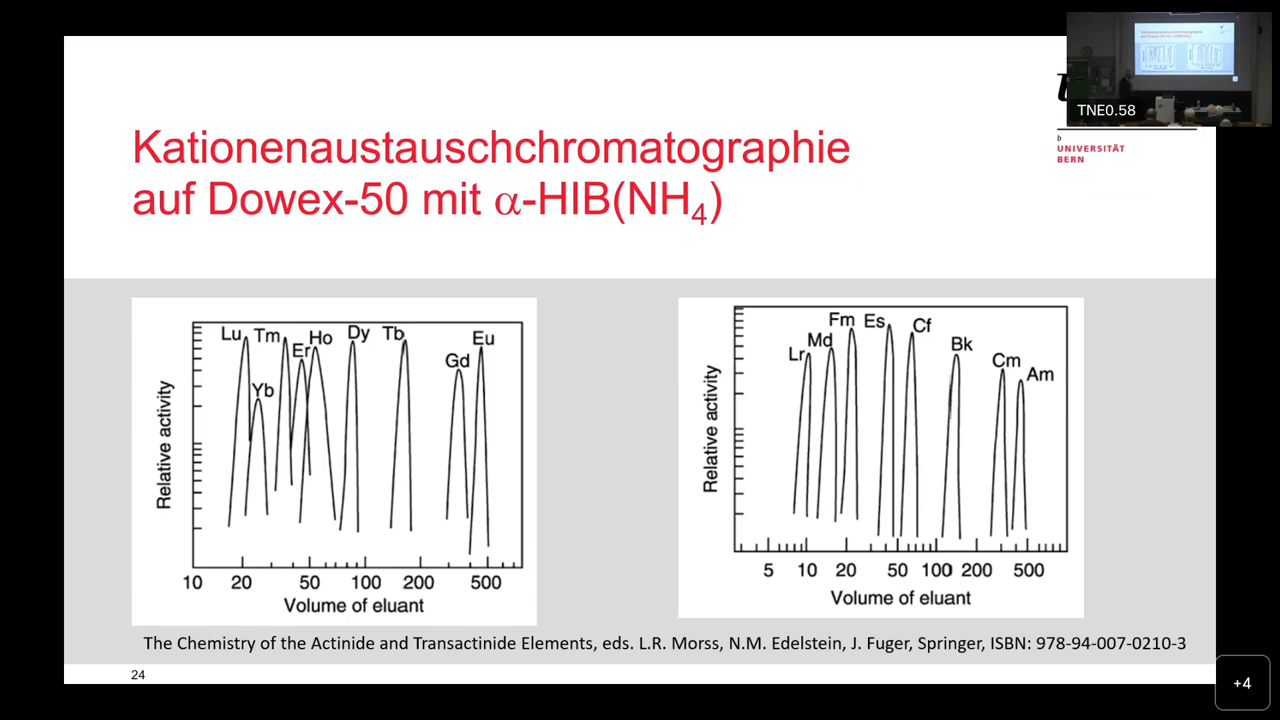 TNE0.58
b
UNIVERSITÄT
BERN
Kationenaustauschchromatographie
auf Dowex-50 mit α-HIB(NH₄)
Lu Tm Ho Dy Tb Eu
Er Gd
Yb
Relative activity
10 20 50 100 200 500
Volume of eluant
Fm Es Cf
Md Bk
Lr Cm Am
Relative activity
5 10 20 50 100 200 500
Volume of eluant
The Chemistry of the Actinide and Transactinide Elements, eds. L.R. Morss, N.M. Edelstein, J. Fuger, Springer, ISBN: 978-94-007-0210-3
24
+4